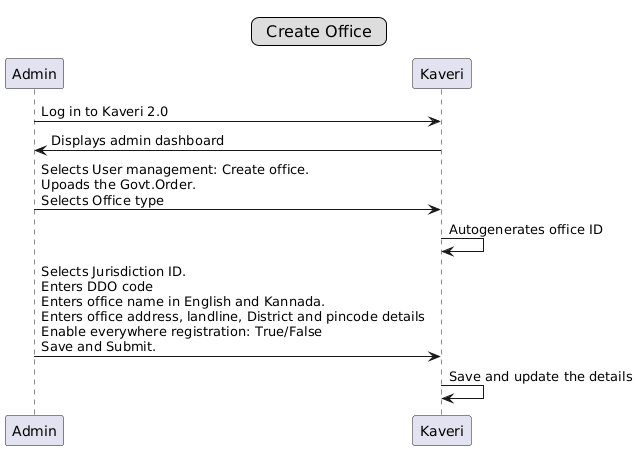 Create Office
Admin
Kaveri
Log in to Kaveri 2.0
Displays admin dashboard
Selects User management: Create office.
Upoads the Govt.Order.
Selects Office type
Autogenerates office ID
Selects Jurisdiction ID.
Enters DDO code
Enters office name in English and Kannada.
Enters office address, landline, District and pincode details
Enable everywhere registration: True/False
Save and Submit.
Save and update the details
Admin
Kaveri